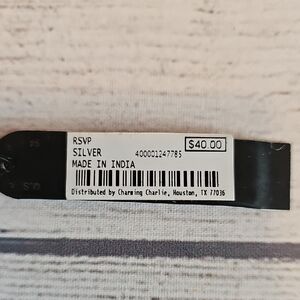 RSVP
SILVER 400001247785 $40.00
MADE IN INDIA
Distributed by Charming Charlie, Houston, TX 77036